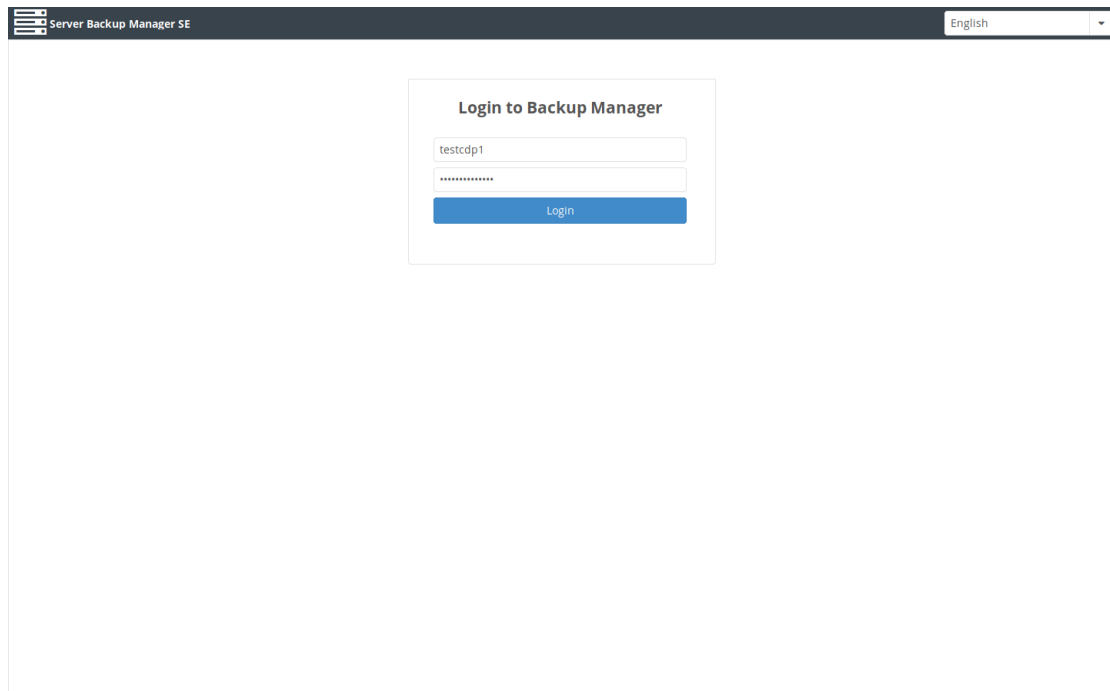 Server Backup Manager SE
English
Login to Backup Manager
testcdp1
••••••••••••••
Login